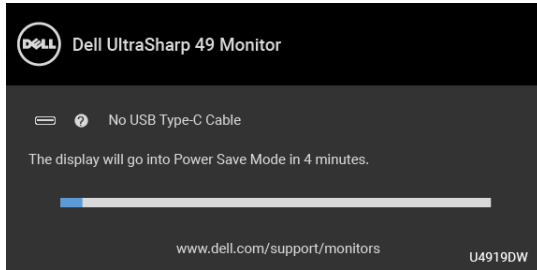 DELL Dell UltraSharp 49 Monitor
? No USB Type-C Cable
The display will go into Power Save Mode in 4 minutes.
www.dell.com/support/monitors
U4919DW